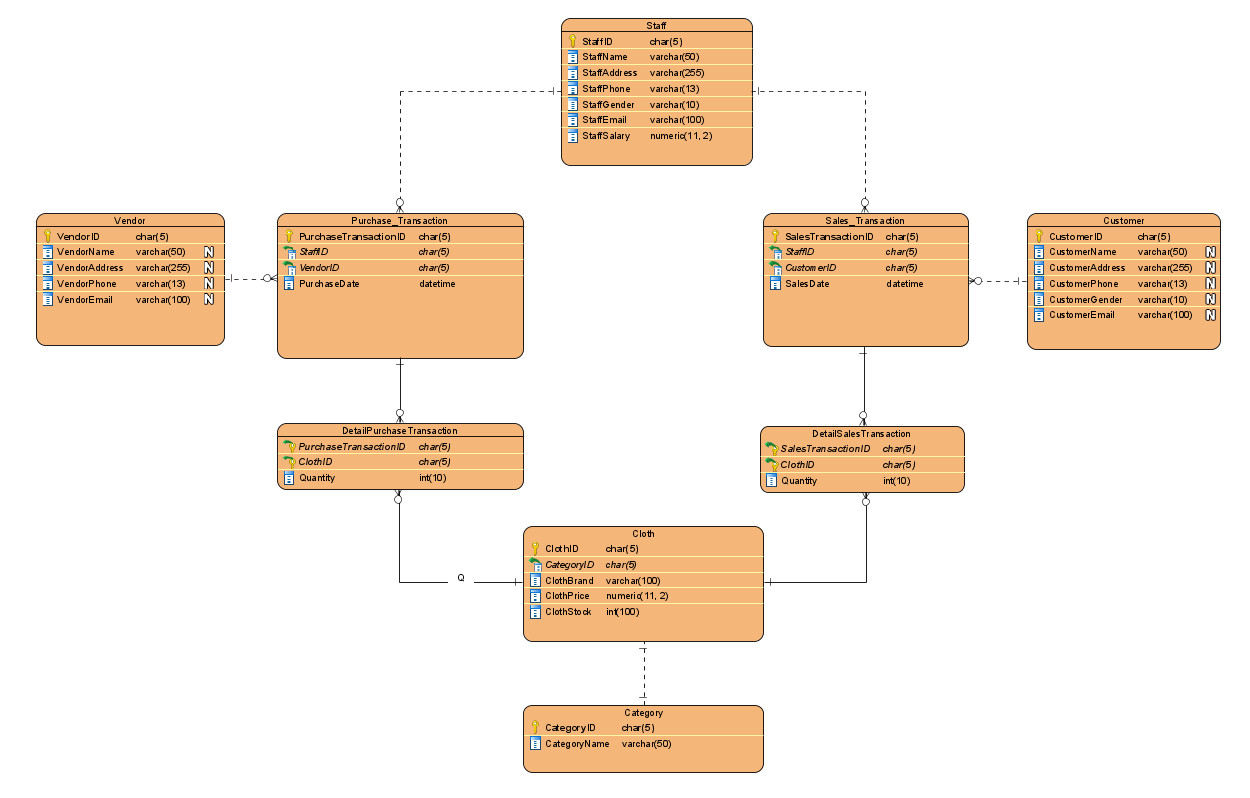 Staff
StaffID char(5)
StaffName varchar(50)
StaffAddress varchar(255)
StaffPhone varchar(13)
StaffGender varchar(10)
StaffEmail varchar(100)
StaffSalary numeric(11, 2)
Vendor
VendorID char(5)
VendorName varchar(50) N
VendorAddress varchar(255) N
VendorPhone varchar(13) N
VendorEmail varchar(100) N
Purchase_Transaction
PurchaseTransactionID char(5)
StaffID char(5)
VendorID char(5)
PurchaseDate datetime
Sales_Transaction
SalesTransactionID char(5)
StaffID char(5)
CustomerID char(5)
SalesDate datetime
Customer
CustomerID char(5)
CustomerName varchar(50) N
CustomerAddress varchar(255) N
CustomerPhone varchar(13) N
CustomerGender varchar(10) N
CustomerEmail varchar(100) N
DetailPurchaseTransaction
PurchaseTransactionID char(5)
ClothID char(5)
Quantity int(10)
DetailSalesTransaction
SalesTransactionID char(5)
ClothID char(5)
Quantity int(10)
Q
Cloth
ClothID char(5)
CategoryID char(5)
ClothBrand varchar(100)
ClothPrice numeric(11, 2)
ClothStock int(100)
Category
CategoryID char(5)
CategoryName varchar(50)